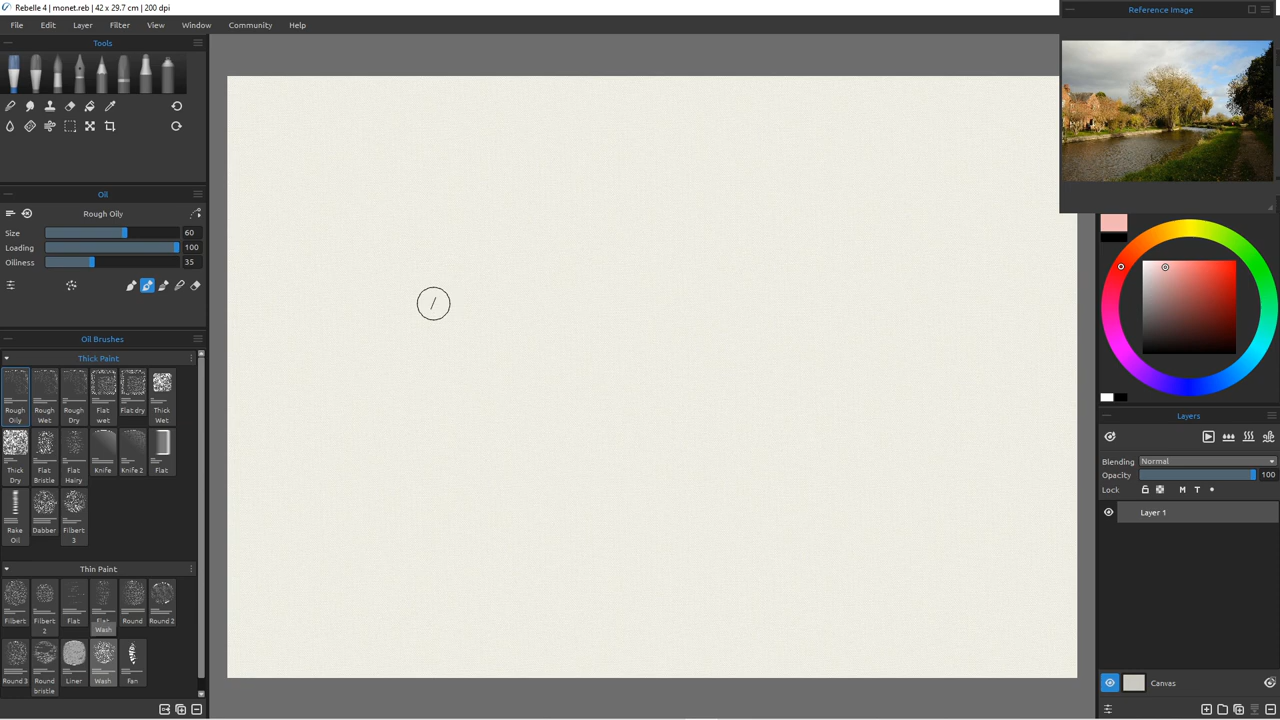 Rebelle 4 | monet.reb | 42 x 29.7 cm | 200 dpi
File Edit Layer Filter View Window Community Help
Reference Image
Tools
Oil
Rough Oily
Size 60
Loading 100
Oiliness 35
Oil Brushes
Thick Paint
Rough Oily
Rough Wet
Rough Dry
Flat wet
Flat dry
Thick Wet
Thick Dry
Flat Bristle
Flat Hairy
Knife
Knife 2
Flat
Rake Oil
Dabber
Filbert 3
Thin Paint
Filbert
Filbert 2
Flat
Flat
Wash
Round
Round 2
Round 3
Round bristle
Liner
Wash
Fan
Layers
Blending Normal
Opacity 100
Lock M T
Layer 1
Canvas